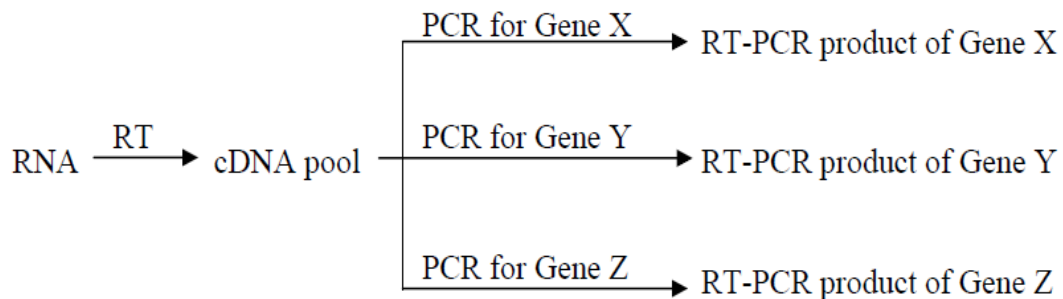 PCR for Gene X
RT-PCR product of Gene X
RNA
RT
cDNA pool
PCR for Gene Y
RT-PCR product of Gene Y
PCR for Gene Z
RT-PCR product of Gene Z